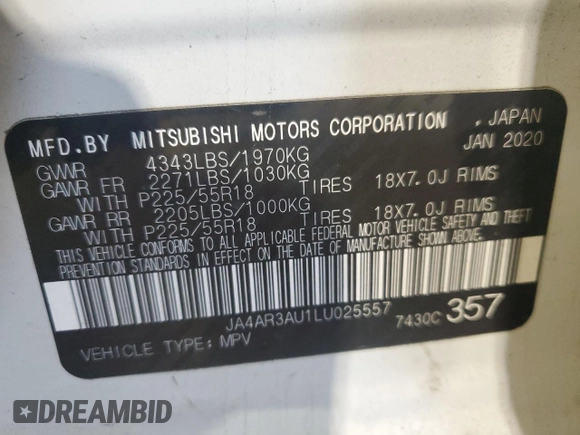 MFD.BY MITSUBISHI MOTORS CORPORATION . JAPAN
JAN 2020
GVWR 4343LBS/1970KG
GAWR FR 2271LBS/1030KG
WITH P225/55R18 TIRES 18X7.0J RIMS
GAWR RR 2205LBS/1000KG
WITH P225/55R18 TIRES 18X7.0J RIMS
THIS VEHICLE CONFORMS TO ALL APPLICABLE FEDERAL MOTOR VEHICLE SAFETY AND THEFT
PREVENTION STANDARDS IN EFFECT ON THE DATE OF MANUFACTURE SHOWN ABOVE.
JA4AR3AU1LU025557
7430C 357
VEHICLE TYPE: MPV
DREAMBID